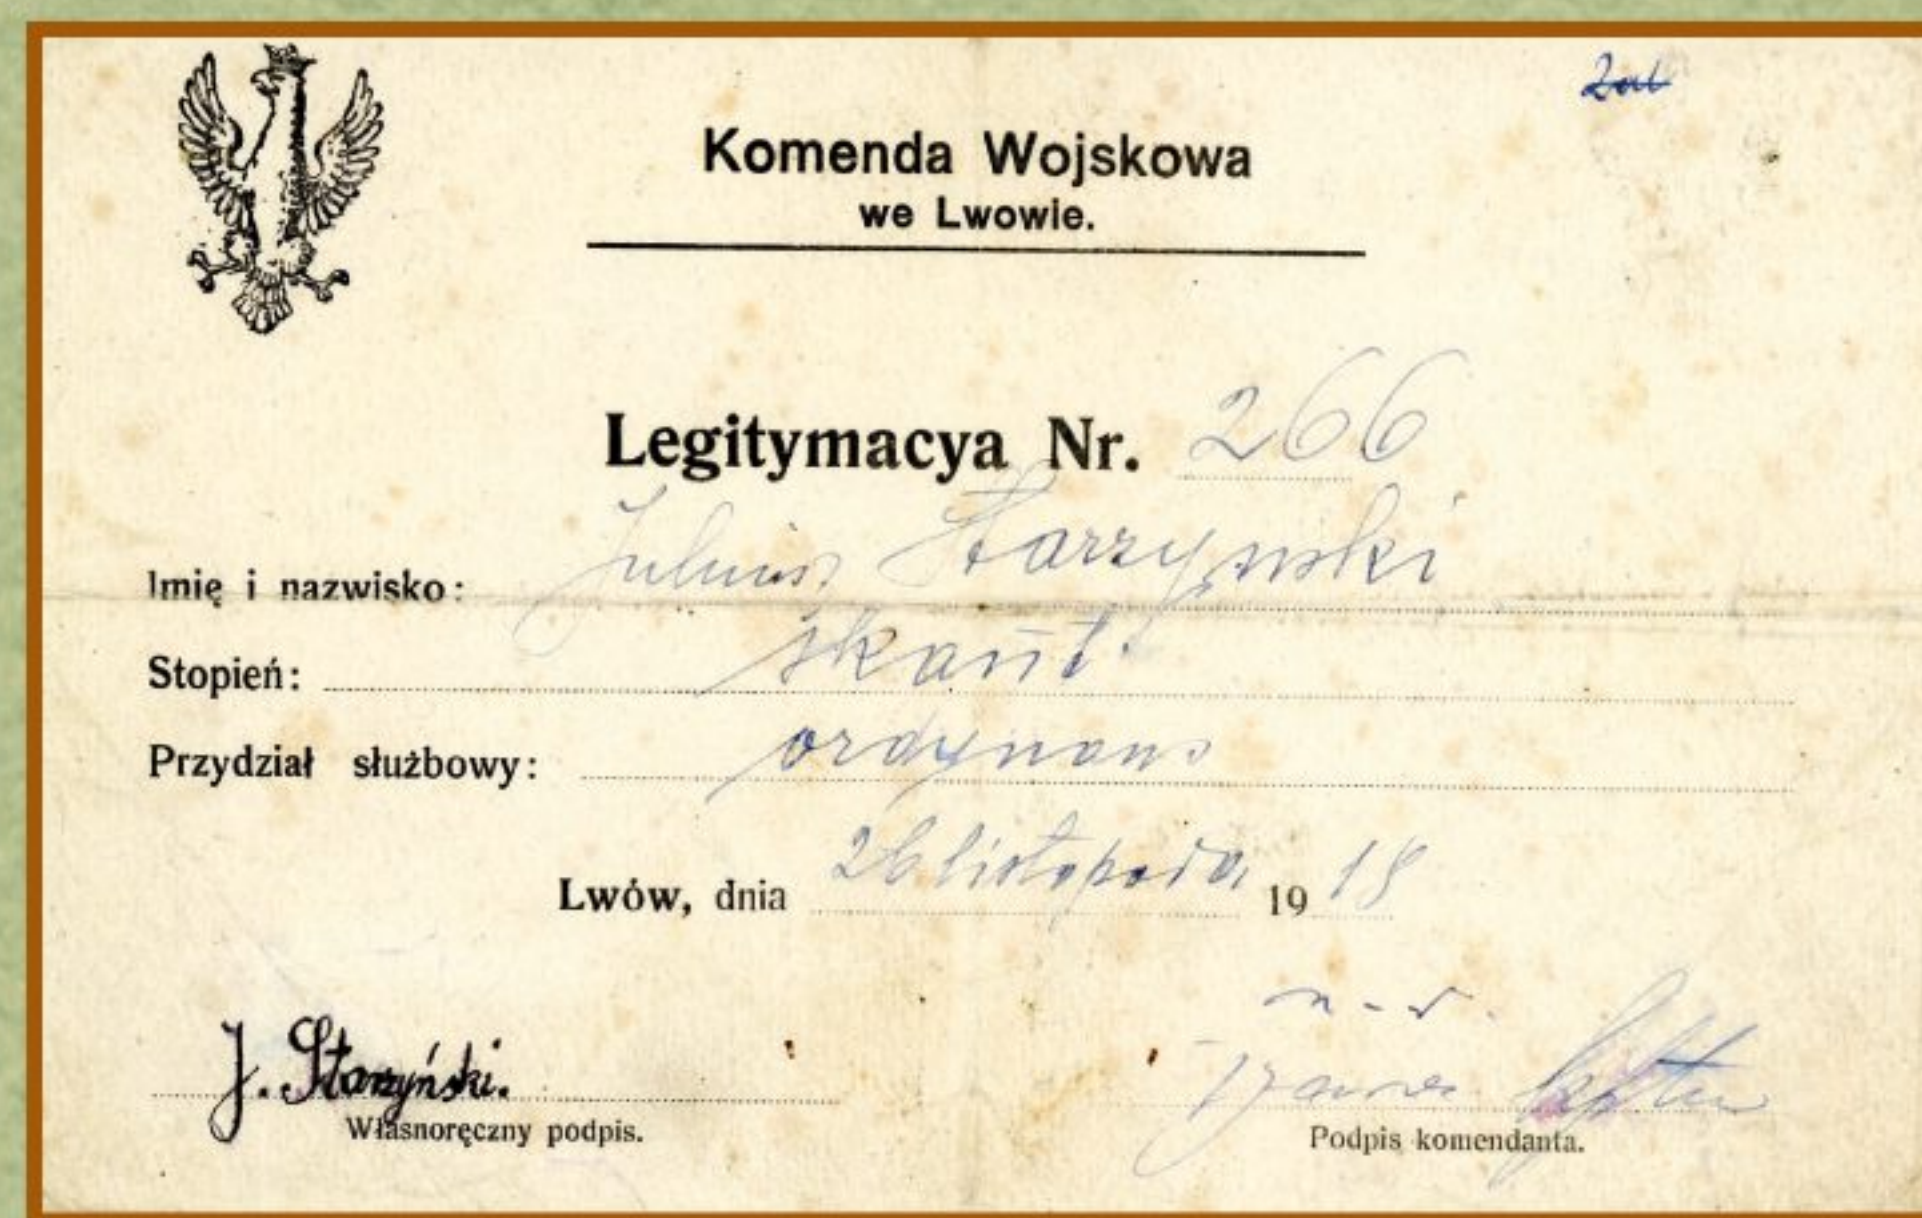 Komenda Wojskowa
we Lwowie.
Legitymacya Nr. 266
Imię i nazwisko: Juliusz Starzyński
Stopień: skaut
Przydział służbowy: ordynans
Lwów, dnia 26 listopada 1918
J. Starzyński.
Własnoręczny podpis.
Podpis komendanta.